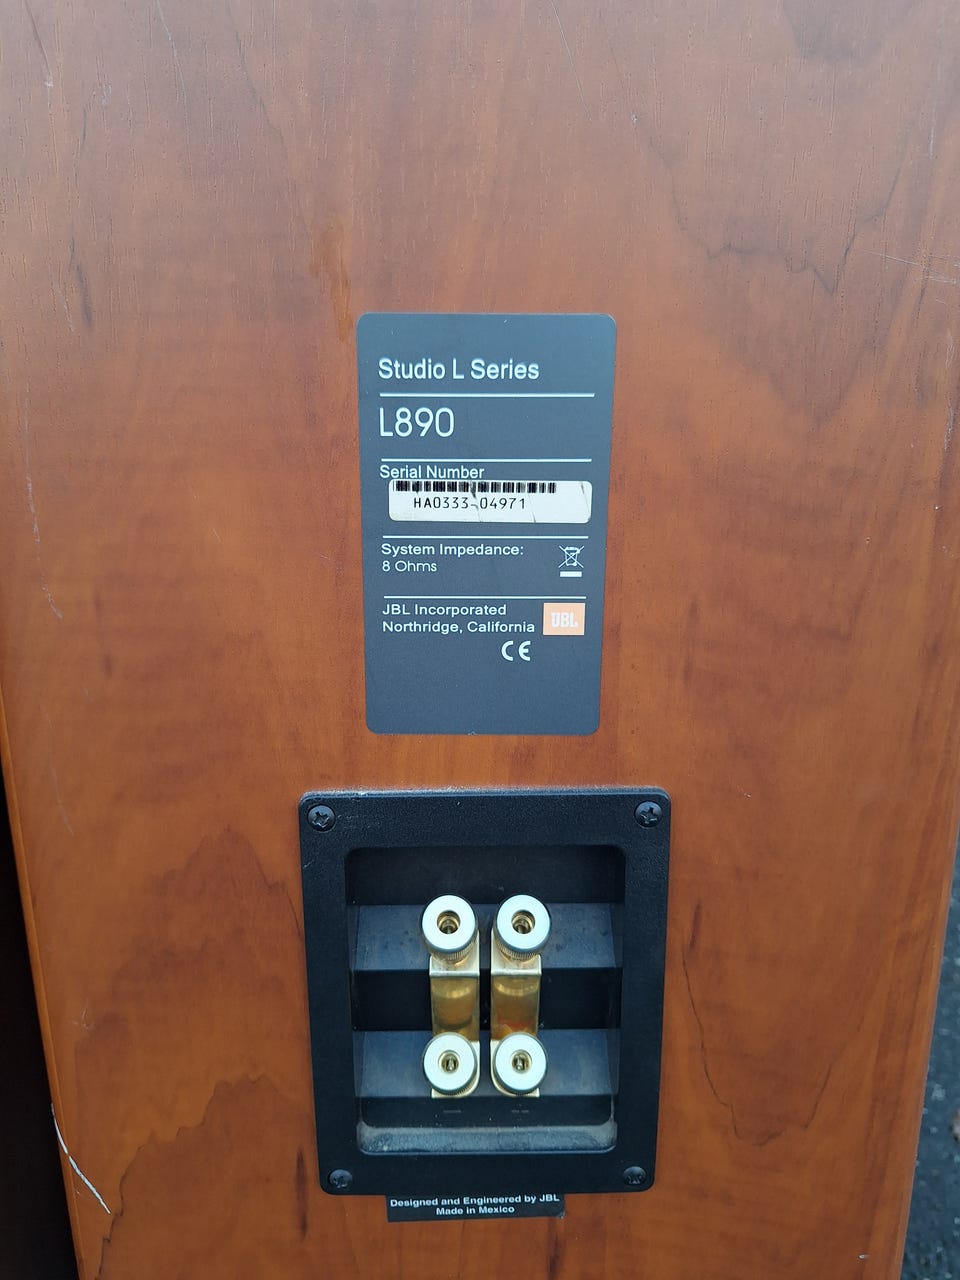 Studio L Series
L890
Serial Number
HA0333-04971
System Impedance:
8 Ohms
JBL Incorporated
Northridge, California
JBL
CE
Designed and Engineered by JBL
Made in Mexico